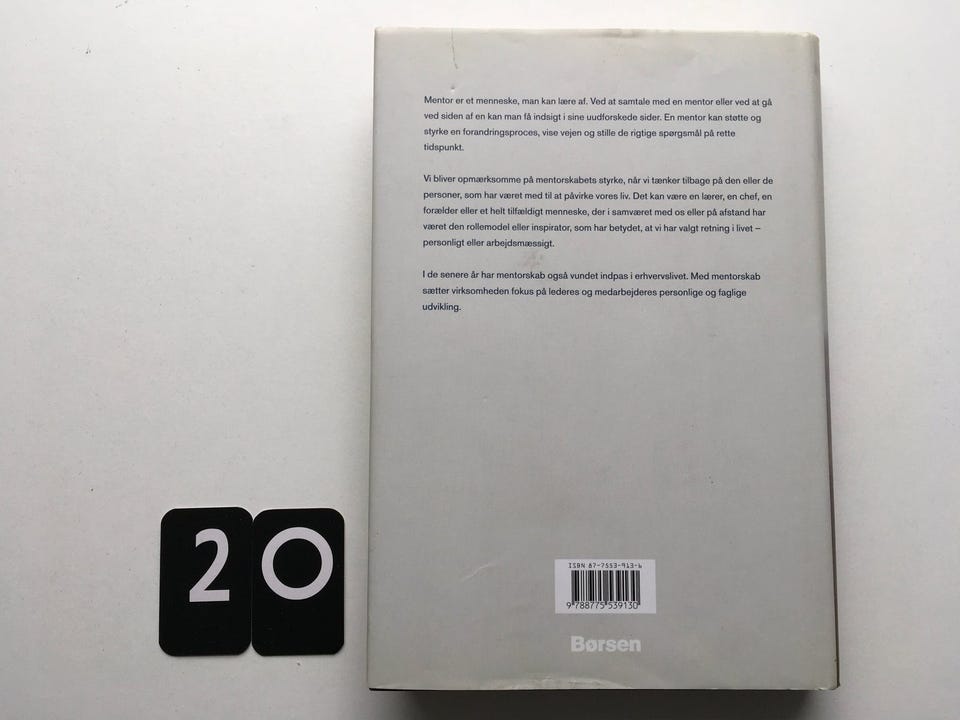 Mentor er et menneske, man kan lære af. Ved at samtale med en mentor eller ved at gå
ved siden af en kan man få indsigt i sine uudforskede sider. En mentor kan støtte og
styrke en forandringsproces, vise vejen og stille de rigtige spørgsmål på rette
tidspunkt.
Vi bliver opmærksomme på mentorskabets styrke, når vi tænker tilbage på den eller de
personer, som har været med til at påvirke vores liv. Det kan være en lærer, en chef, en
forælder eller et helt tilfældigt menneske, der i samværet med os eller på afstand har
været den rollemodel eller inspirator, som har betydet, at vi har valgt retning i livet –
personligt eller arbejdsmæssigt.
I de senere år har mentorskab også vundet indpas i erhvervslivet. Med mentorskab
sætter virksomheden fokus på lederes og medarbejderes personlige og faglige
udvikling.
ISBN 87-7553-913-6
9 788775 539130
Børsen
20